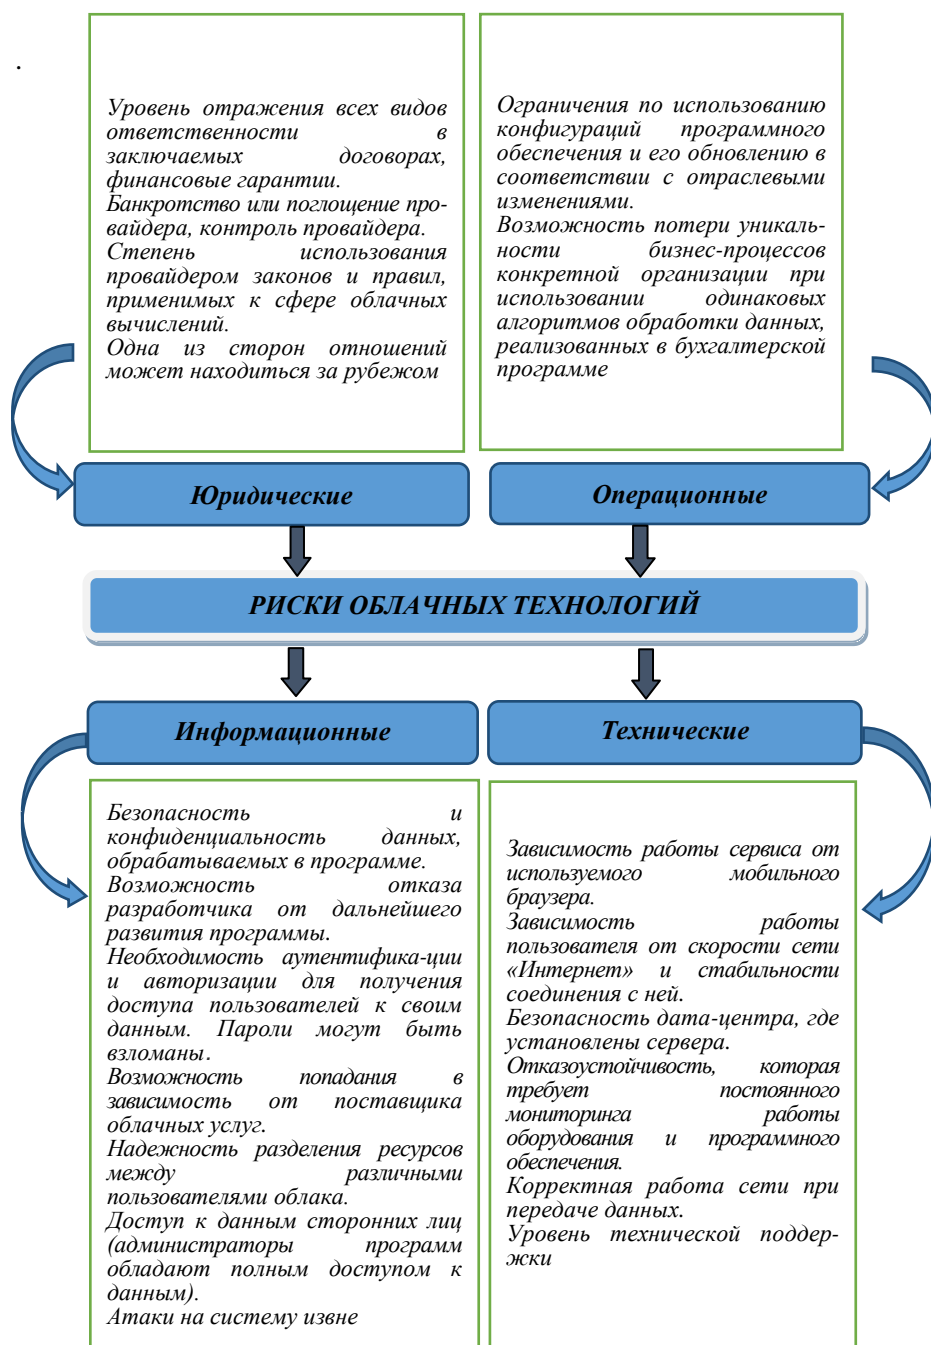 .
Уровень отражения всех видов
ответственности в
заключаемых договорах,
финансовые гарантии.
Банкротство или поглощение про-
вайдера, контроль провайдера.
Степень использования
провайдером законов и правил,
применимых к сфере облачных
вычислений.
Одна из сторон отношений
может находиться за рубежом
Ограничения по использованию
конфигураций программного
обеспечения и его обновлению в
соответствии с отраслевыми
изменениями.
Возможность потери уникаль-
ности бизнес-процессов
конкретной организации при
использовании одинаковых
алгоритмов обработки данных,
реализованных в бухгалтерской
программе
Юридические
Операционные
РИСКИ ОБЛАЧНЫХ ТЕХНОЛОГИЙ
Информационные
Технические
Безопасность и
конфиденциальность данных,
обрабатываемых в программе.
Возможность отказа
разработчика от дальнейшего
развития программы.
Необходимость аутентифика-ции
и авторизации для получения
доступа пользователей к своим
данным. Пароли могут быть
взломаны.
Возможность попадания в
зависимость от поставщика
облачных услуг.
Надежность разделения ресурсов
между различными
пользователями облака.
Доступ к данным сторонних лиц
(администраторы программ
обладают полным доступом к
данным).
Атаки на систему извне
Зависимость работы сервиса от
используемого мобильного
браузера.
Зависимость работы
пользователя от скорости сети
«Интернет» и стабильности
соединения с ней.
Безопасность дата-центра, где
установлены сервера.
Отказоустойчивость, которая
требует постоянного
мониторинга работы
оборудования и программного
обеспечения.
Корректная работа сети при
передаче данных.
Уровень технической поддер-
жки